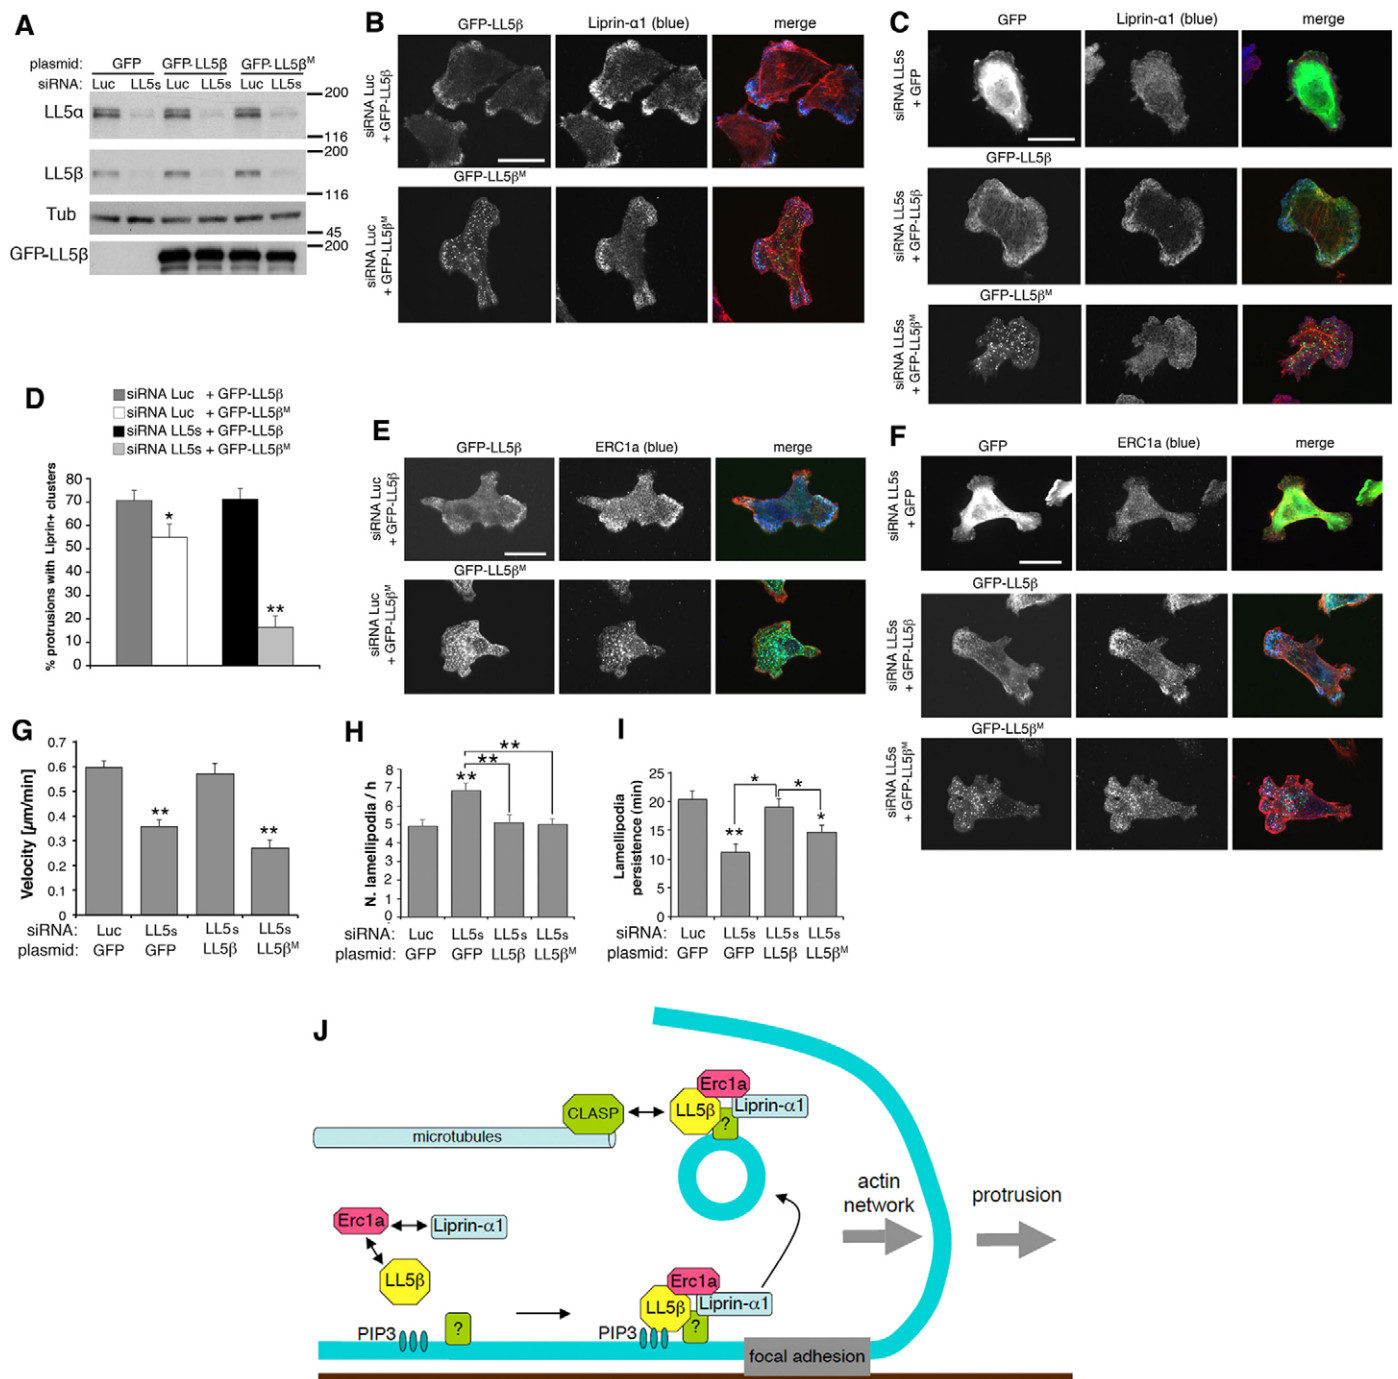 A
plasmid: GFP GFP-LL5β GFP-LL5βᴹ
siRNA: Luc LL5s Luc LL5s Luc LL5s
200
LL5α
116
200
LL5β
116
Tub
45
200
GFP-LL5β
B
GFP-LL5β Liprin-α1 (blue) merge
siRNA Luc
+ GFP-LL5β
GFP-LL5βᴹ
siRNA Luc
+ GFP-LL5βᴹ
C
GFP Liprin-α1 (blue) merge
siRNA LL5s
+ GFP
GFP-LL5β
siRNA LL5s
+ GFP-LL5β
GFP-LL5βᴹ
siRNA LL5s
+ GFP-LL5βᴹ
D
siRNA Luc + GFP-LL5β
siRNA Luc + GFP-LL5βᴹ
siRNA LL5s + GFP-LL5β
siRNA LL5s + GFP-LL5βᴹ
% protrusions with Liprin+ clusters
80
70
60
50
40
30
20
10
0
*
**
E
GFP-LL5β ERC1a (blue) merge
siRNA Luc
+ GFP-LL5β
GFP-LL5βᴹ
siRNA Luc
+ GFP-LL5βᴹ
F
GFP ERC1a (blue) merge
siRNA LL5s
+ GFP
GFP-LL5β
siRNA LL5s
+ GFP-LL5β
GFP-LL5βᴹ
siRNA LL5s
+ GFP-LL5βᴹ
G
Velocity [µm/min]
0.7
0.6
0.5
0.4
0.3
0.2
0.1
0
**
**
siRNA: Luc LL5s LL5s LL5s
plasmid: GFP GFP LL5β LL5βᴹ
H
N. lamellipodia / h
8
7
6
5
4
3
2
1
0
**
**
**
siRNA: Luc LL5s LL5s LL5s
plasmid: GFP GFP LL5β LL5βᴹ
I
Lamellipodia
persistence (min)
25
20
15
10
5
0
**
*
*
*
siRNA: Luc LL5s LL5s LL5s
plasmid: GFP GFP LL5β LL5βᴹ
J
Erc1a
CLASP
LL5β
Liprin-α1
?
microtubules
actin
network
protrusion
Erc1a
Liprin-α1
LL5β
Erc1a
LL5β
Liprin-α1
PIP3
?
PIP3
?
focal adhesion